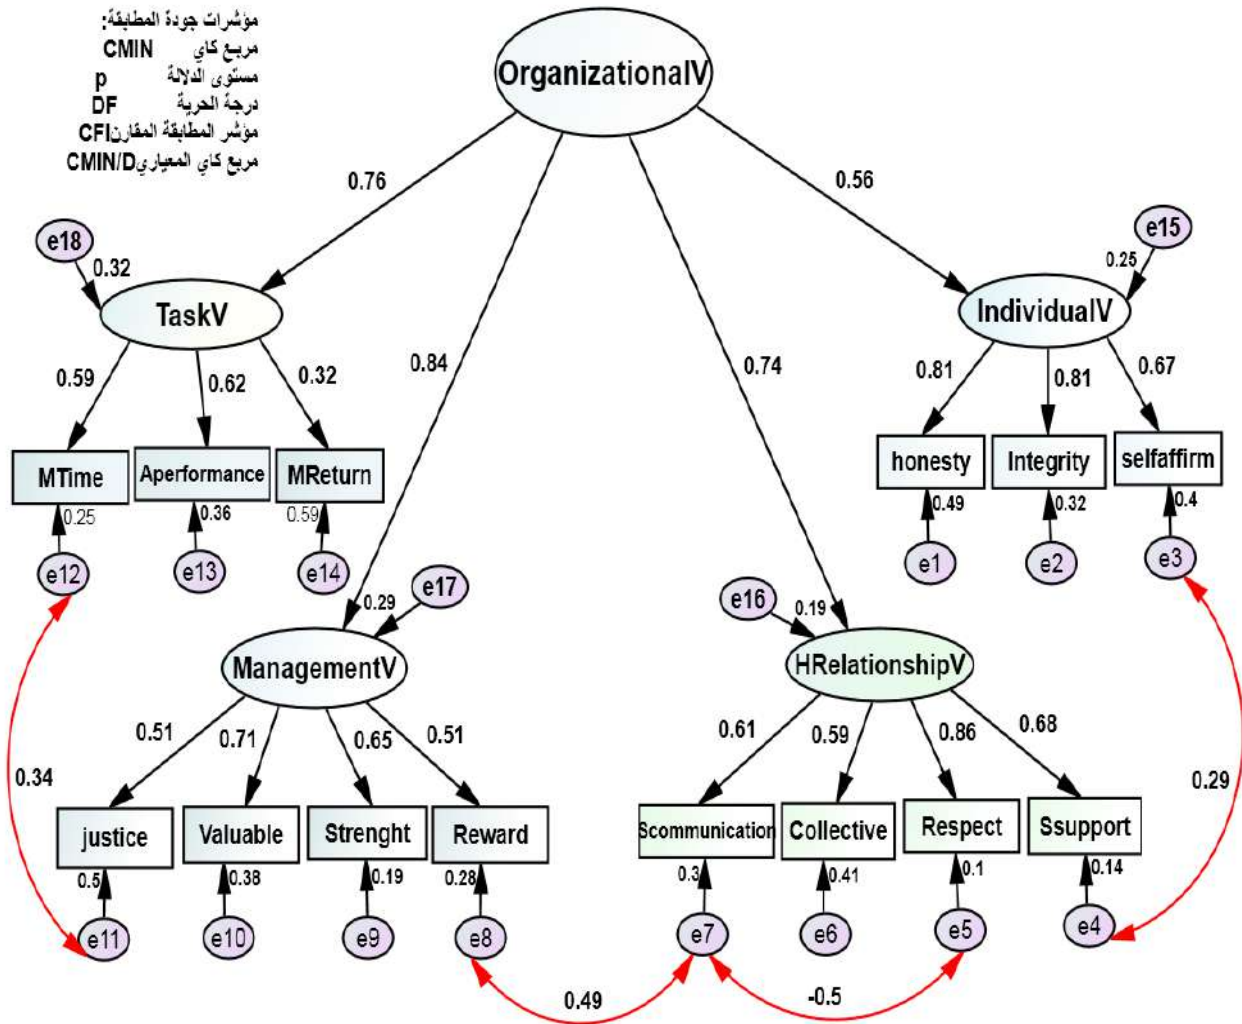 مؤشرات جودة المطابقة:
مربع كاي CMIN
مستوى الدلالة p
درجة الحرية DF
مؤشر المطابقة المقارن CFI
مربع كاي المعياري CMIN/D
OrganizationalV
0.76
0.56
e18
e15
0.32
0.25
TaskV
IndividualV
0.84
0.74
0.59
0.62
0.32
0.81
0.81
0.67
MTime
Aperformance
MReturn
honesty
Integrity
selfaffirm
0.25
0.36
0.59
0.49
0.32
0.4
e12
e13
e14
e1
e2
e3
e17
e16
0.29
0.19
ManagementV
HRelationshipV
0.51
0.71
0.65
0.51
0.61
0.59
0.86
0.68
0.34
0.29
justice
Valuable
Strenght
Reward
Scommunication
Collective
Respect
Ssupport
0.5
0.38
0.19
0.28
0.3
0.41
0.1
0.14
e11
e10
e9
e8
e7
e6
e5
e4
0.49
-0.5